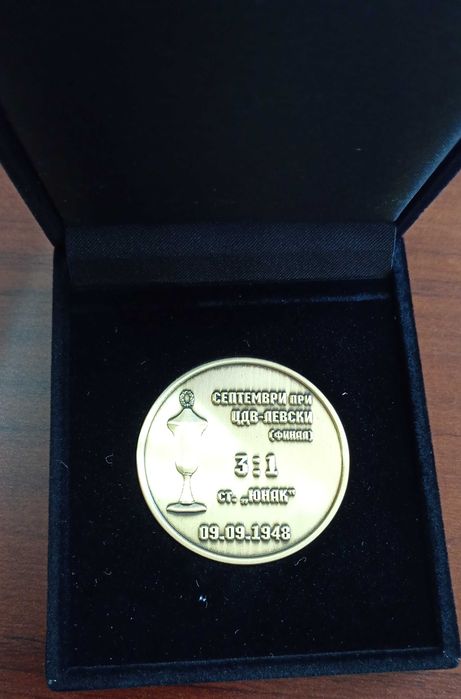 СЕПТЕМВРИ при
ЦДВ-ЛЕВСКИ
(ФИНАЛ)
3:1
СТ. „ЮНАК"
09.09.1948